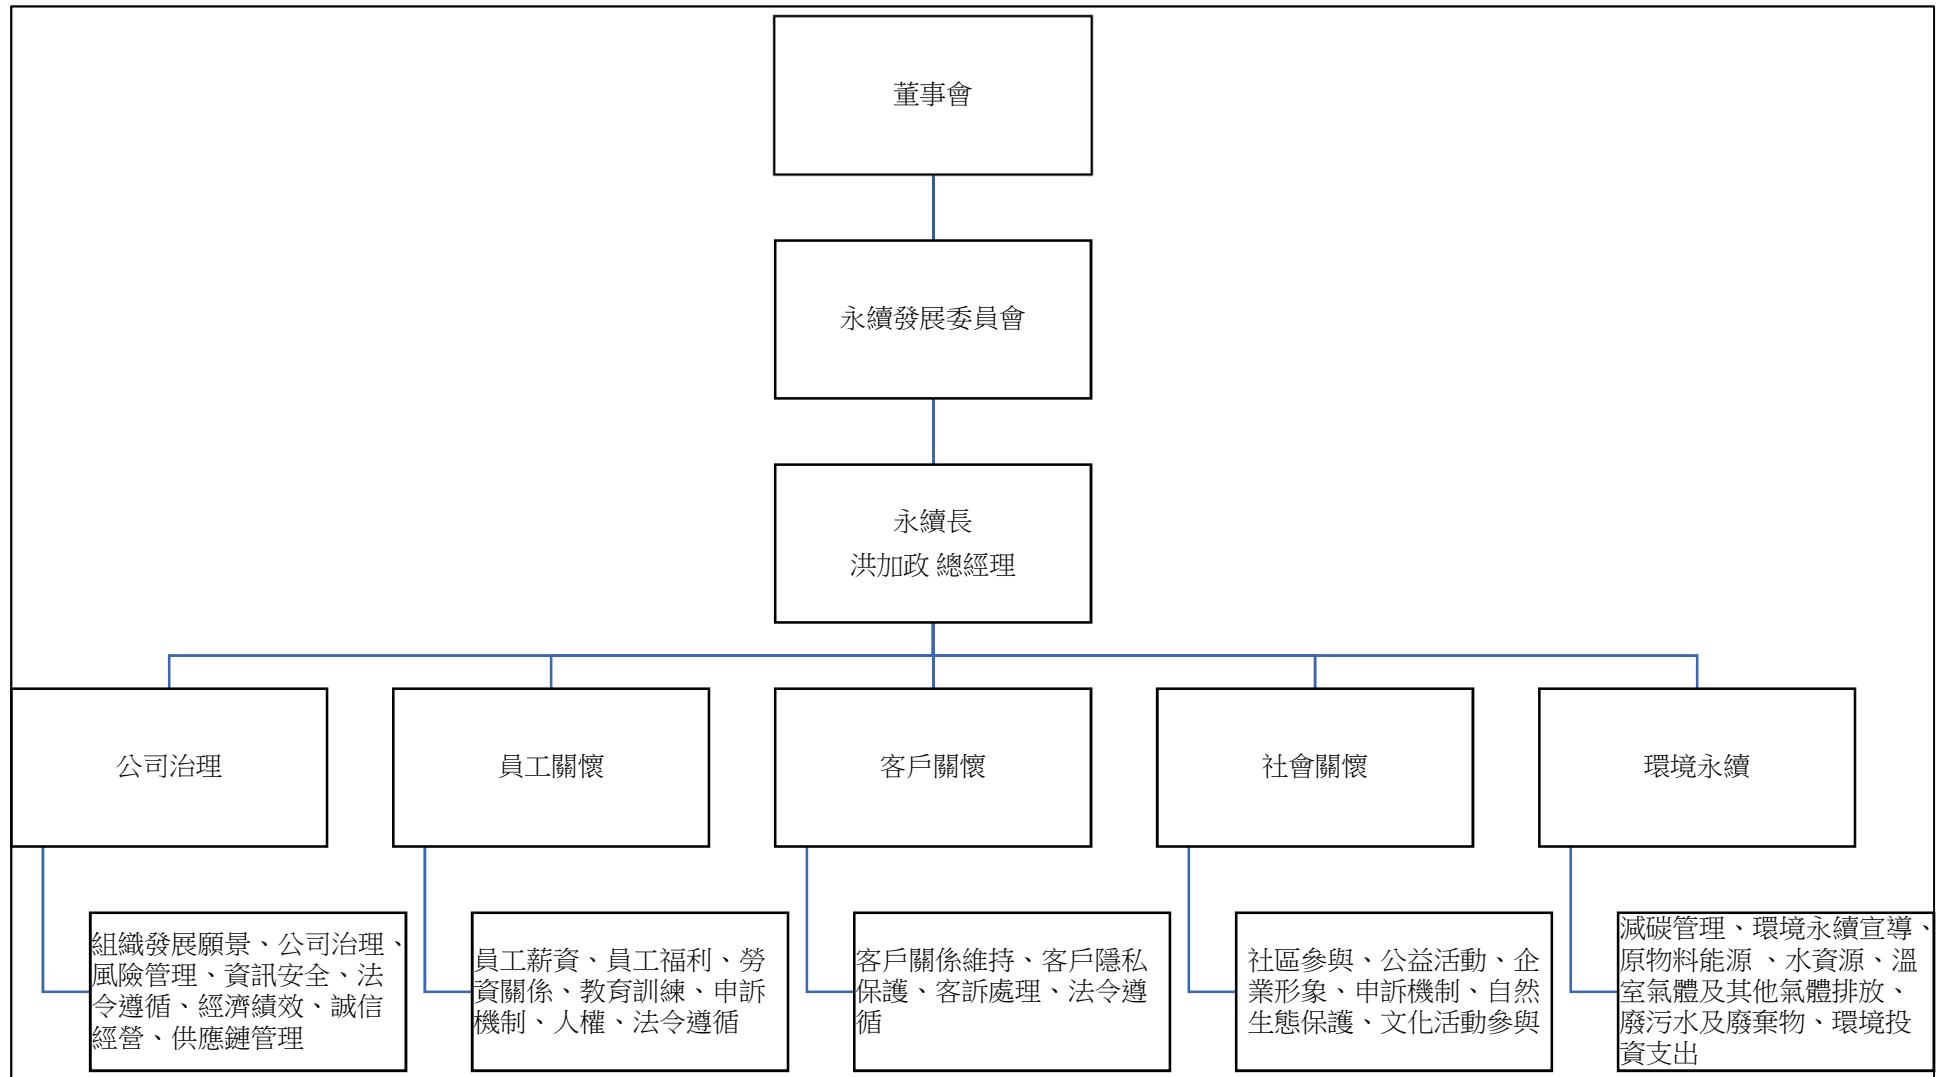 董事會
永續發展委員會
永續長
洪加政 總經理
公司治理
員工關懷
客戶關懷
社會關懷
環境永續
組織發展願景、公司治理、
風險管理、資訊安全、法
令遵循、經濟績效、誠信
經營、供應鏈管理
員工薪資、員工福利、勞
資關係、教育訓練、申訴
機制、人權、法令遵循
客戶關係維持、客戶隱私
保護、客訴處理、法令遵
循
社區參與、公益活動、企
業形象、申訴機制、自然
生態保護、文化活動參與
減碳管理、環境永續宣導、
原物料能源 、水資源、溫
室氣體及其他氣體排放、
廢污水及廢棄物、環境投
資支出